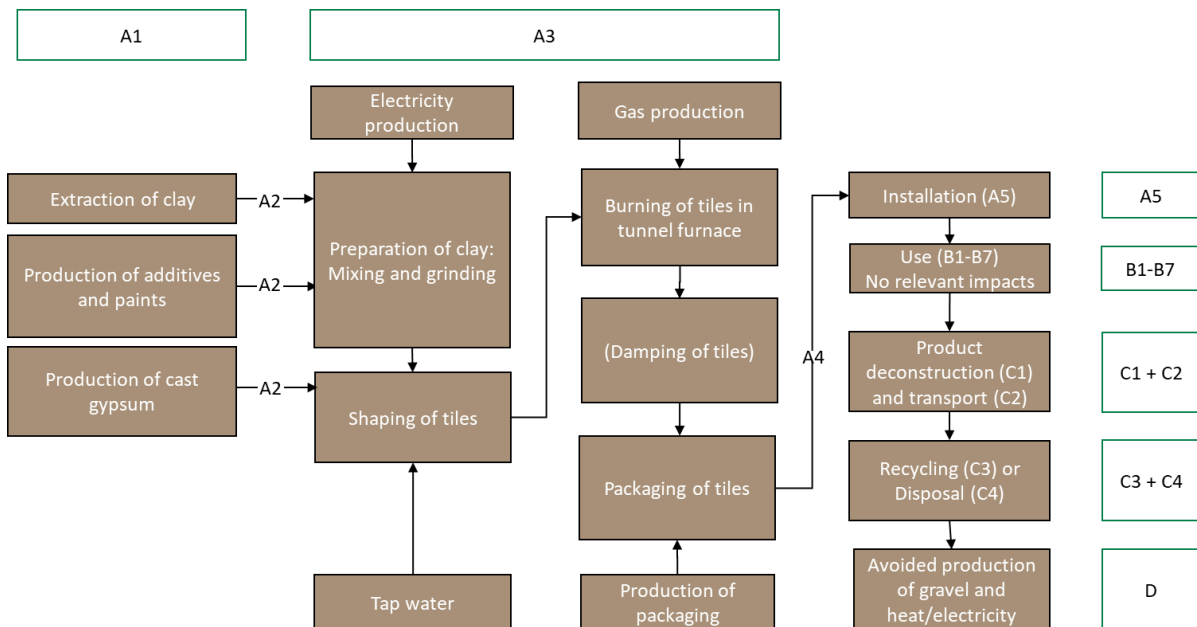 A1
A3
Electricity
production
Gas production
Extraction of clay
A2
Production of additives
and paints
A2
Production of cast
gypsum
A2
Preparation of clay:
Mixing and grinding
Shaping of tiles
Tap water
Burning of tiles in
tunnel furnace
(Damping of tiles)
Packaging of tiles
Production of
packaging
A4
Installation (A5)
A5
Use (B1-B7)
No relevant impacts
B1-B7
Product
deconstruction (C1)
and transport (C2)
C1 + C2
Recycling (C3) or
Disposal (C4)
C3 + C4
Avoided production
of gravel and
heat/electricity
D